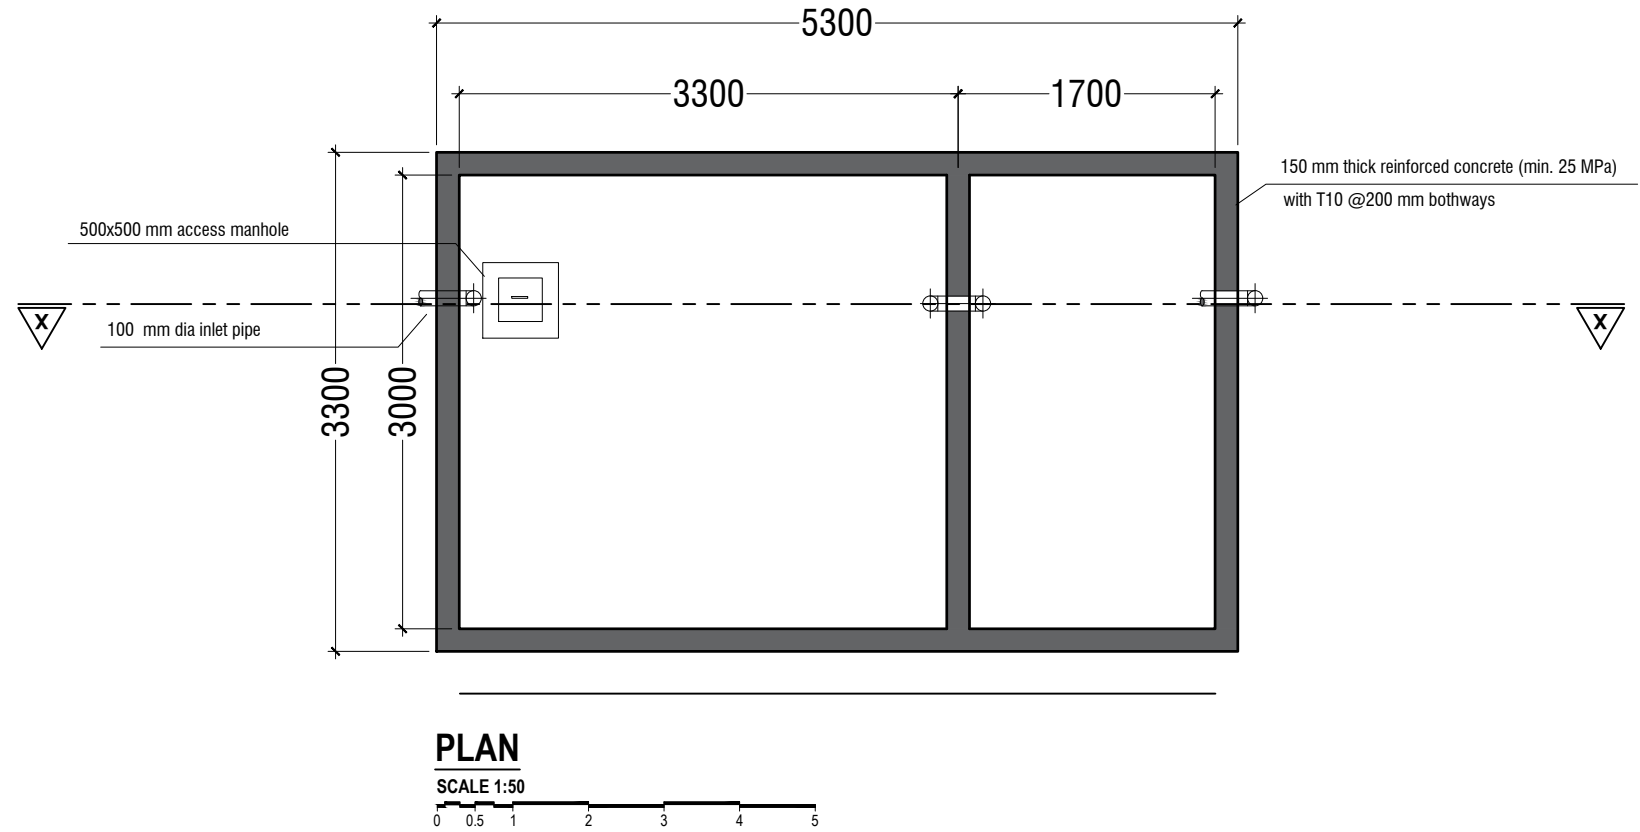 5300
3300
1700
150 mm thick reinforced concrete (min. 25 MPa)
with T10 @200 mm bothways
500x500 mm access manhole
X
X
100 mm dia inlet pipe
3300
3000
PLAN
SCALE 1:50
0 0.5 1 2 3 4 5